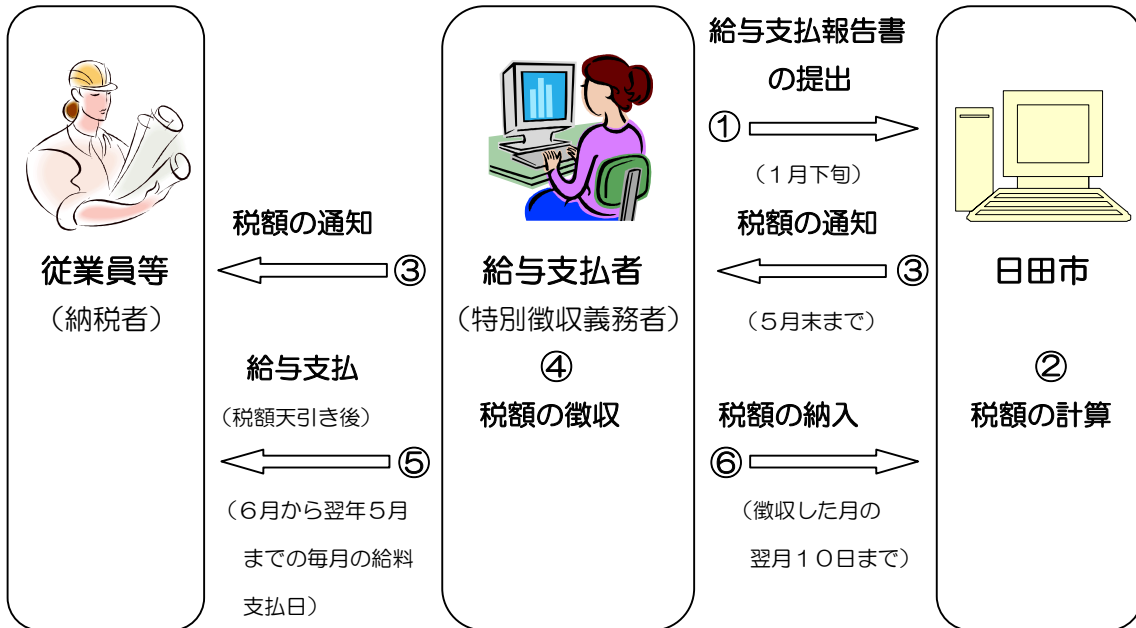 給与支払報告書
の提出
①
（１月下旬）
税額の通知
③
従業員等
（納税者）
給与支払者
（特別徴収義務者）
税額の通知
③
（５月末まで）
日田市
給与支払
（税額天引き後）
⑤
（６月から翌年５月
までの毎月の給料
支払日）
④
税額の徴収
税額の納入
⑥
（徴収した月の
翌月１０日まで）
②
税額の計算